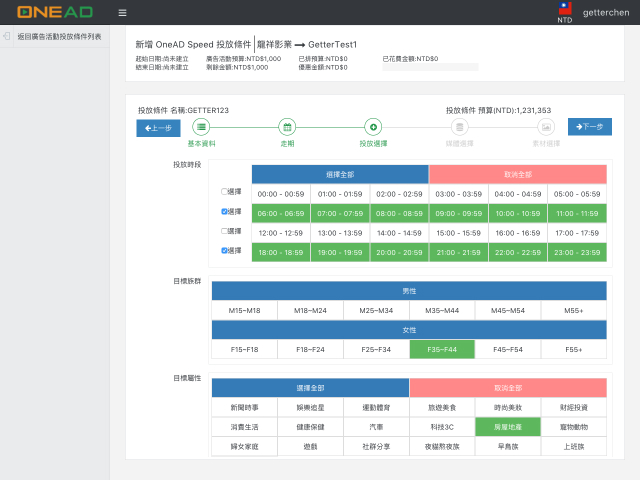 ONEAD
NTD
getterchen
返回廣告活動投放條件列表
新增 OneAD Speed 投放條件 | 龍祥影業 ⟶ GetterTest1
起始日期:尚未建立 廣告活動預算:NTD$1,000 已排預算:NTD$0 已花費金額:NTD$0
結束日期:尚未建立 剩餘金額:NTD$1,000 優惠金額:NTD$0
投放條件 名稱:GETTER123 投放條件 預算(NTD):1,231,353
上一步 下一步
基本資料 走期 投放選擇 媒體選擇 素材選擇
投放時段
選擇全部 取消全部
選擇 00:00 - 00:59 01:00 - 01:59 02:00 - 02:59 03:00 - 03:59 04:00 - 04:59 05:00 - 05:59
選擇 06:00 - 06:59 07:00 - 07:59 08:00 - 08:59 09:00 - 09:59 10:00 - 10:59 11:00 - 11:59
選擇 12:00 - 12:59 13:00 - 13:59 14:00 - 14:59 15:00 - 15:59 16:00 - 16:59 17:00 - 17:59
選擇 18:00 - 18:59 19:00 - 19:59 20:00 - 20:59 21:00 - 21:59 22:00 - 22:59 23:00 - 23:59
目標族群
男性
M15~M18 M18~M24 M25~M34 M35~M44 M45~M54 M55+
女性
F15~F18 F18~F24 F25~F34 F35~F44 F45~F54 F55+
目標屬性
選擇全部 取消全部
新聞時事 娛樂追星 運動體育 旅遊美食 時尚美妝 財經投資
消費生活 健康保健 汽車 科技3C 房屋地產 寵物動物
婦女家庭 遊戲 社群分享 夜貓熬夜族 早鳥族 上班族